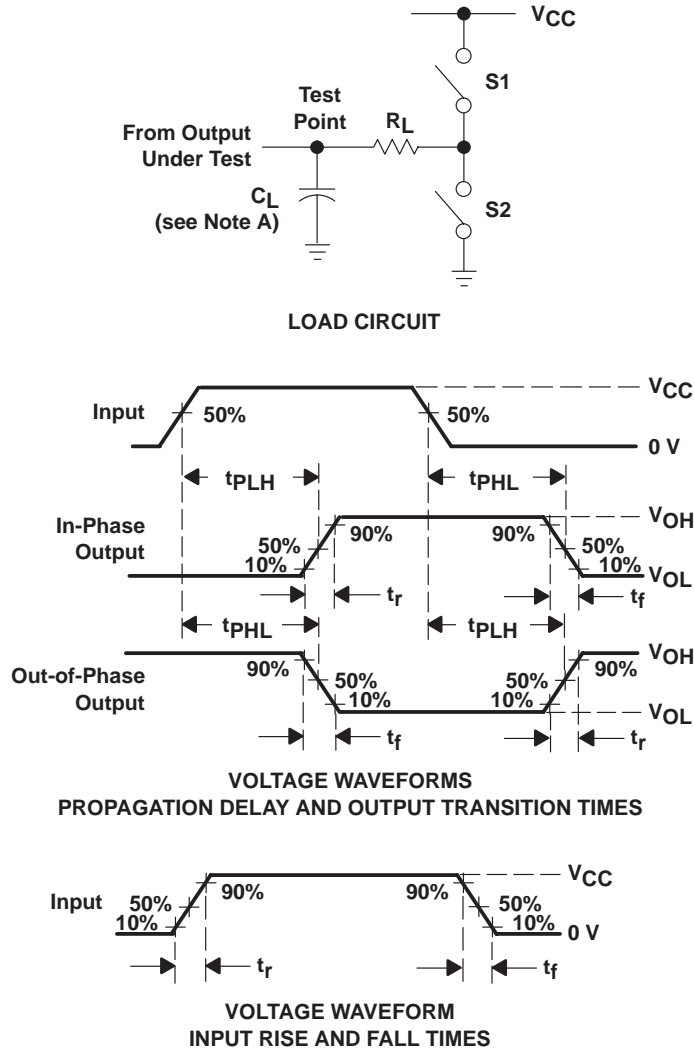 VCC
S1
Test
Point
RL
From Output
Under Test
CL
(see Note A)
S2
LOAD CIRCUIT
Input
50%
50%
VCC
0 V
tPLH
tPHL
In-Phase
Output
50%
10%
90%
90%
50%
10%
VOH
VOL
tr
tf
tPHL
tPLH
Out-of-Phase
Output
90%
50%
10%
50%
10%
90%
VOH
VOL
tf
tr
VOLTAGE WAVEFORMS
PROPAGATION DELAY AND OUTPUT TRANSITION TIMES
Input
50%
10%
90%
90%
50%
10%
VCC
0 V
tr
tf
VOLTAGE WAVEFORM
INPUT RISE AND FALL TIMES